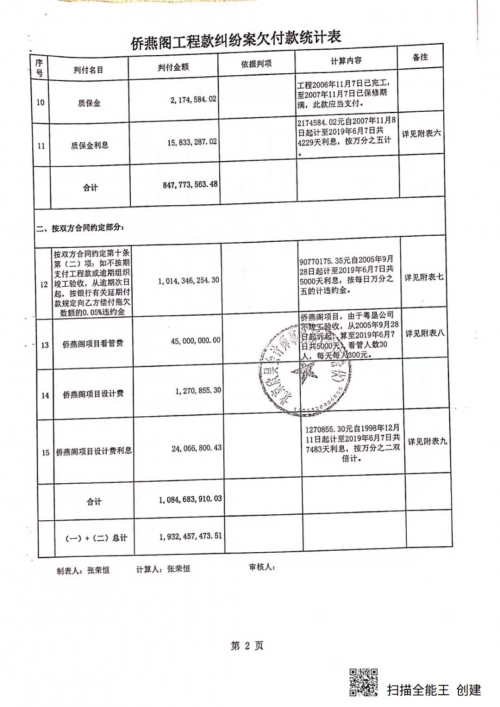 侨燕阁工程款纠纷案欠付款统计表
序号 判付名目 判付金额 依据判项 计算内容 备注
10 质保金 2,174,584.02 工程2006年11月7日已完工,至2007年11月7日已保修期满,此款应当支付。
11 质保金利息 15,833,287.02 2174584.02元自2007年11月8日起计至2019年6月7日共4229天利息,按万分之五计。 详见附表六
合计 847,773,563.48
二、按双方合同约定部分:
12 按双方合同约定第十条第(二)项:如不按期支付工程款或逾期组织竣工验收,从逾期次日起,按银行有关延期付款规定向乙方偿付拖欠数额的0.05%违约金 1,014,346,254.30 90770175.35元自2005年9月28日起计至2019年6月7日共5000天利息,按每日万分之五的计违约金。 详见附表七
13 侨燕阁项目看管费 45,000,000.00 侨燕阁项目,由于粤垦公司不竣工验收,从2005年9月28日起诉起,算至2019年6月7日共5000天,看管人数30人,每天每人300元。 详见附表八
14 侨燕阁项目设计费 1,270,855.30
15 侨燕阁项目设计费利息 24,066,800.43 1270855.30元自1998年12月11日起计至2019年6月7日共7483天利息,按万分之二双倍计。 详见附表九
合计 1,084,683,910.03
(一)+(二)总计 1,932,457,473.51
制表人:张荣恒 计算人:张荣恒 审核人:
第 2 页
扫描全能王 创建